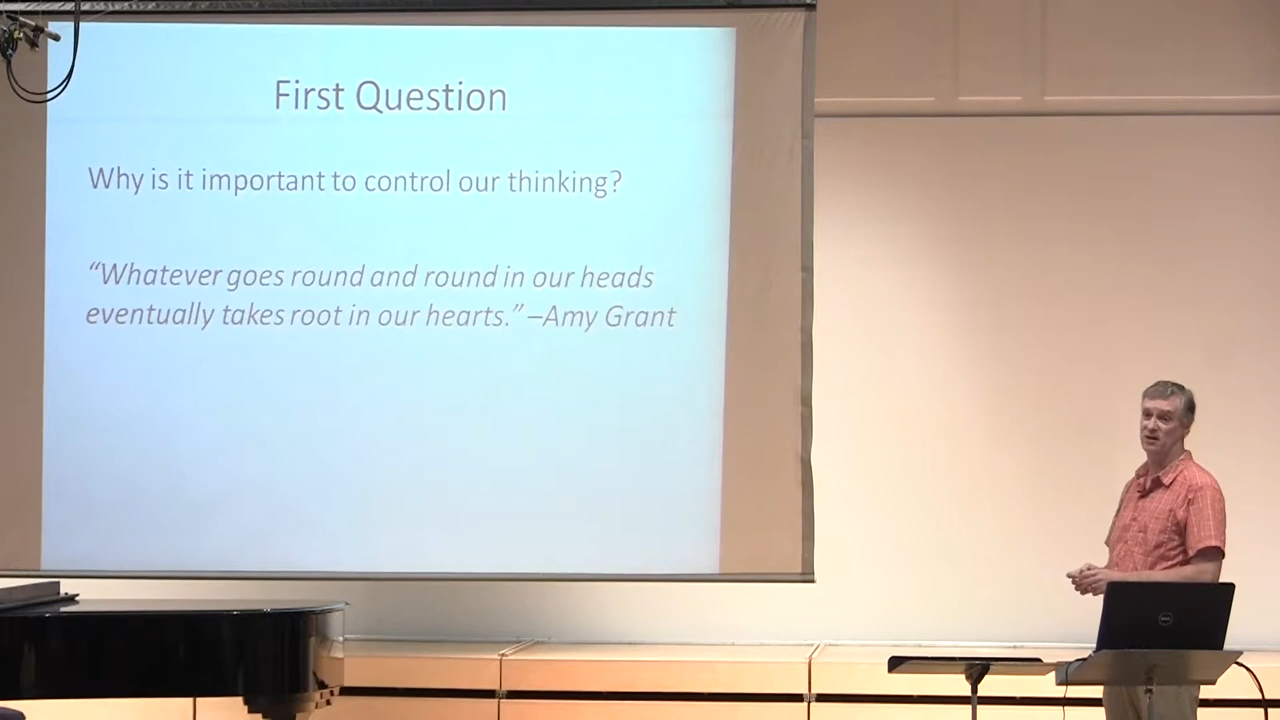 First Question
Why is it important to control our thinking?
“Whatever goes round and round in our heads
eventually takes root in our hearts.” –Amy Grant
DELL